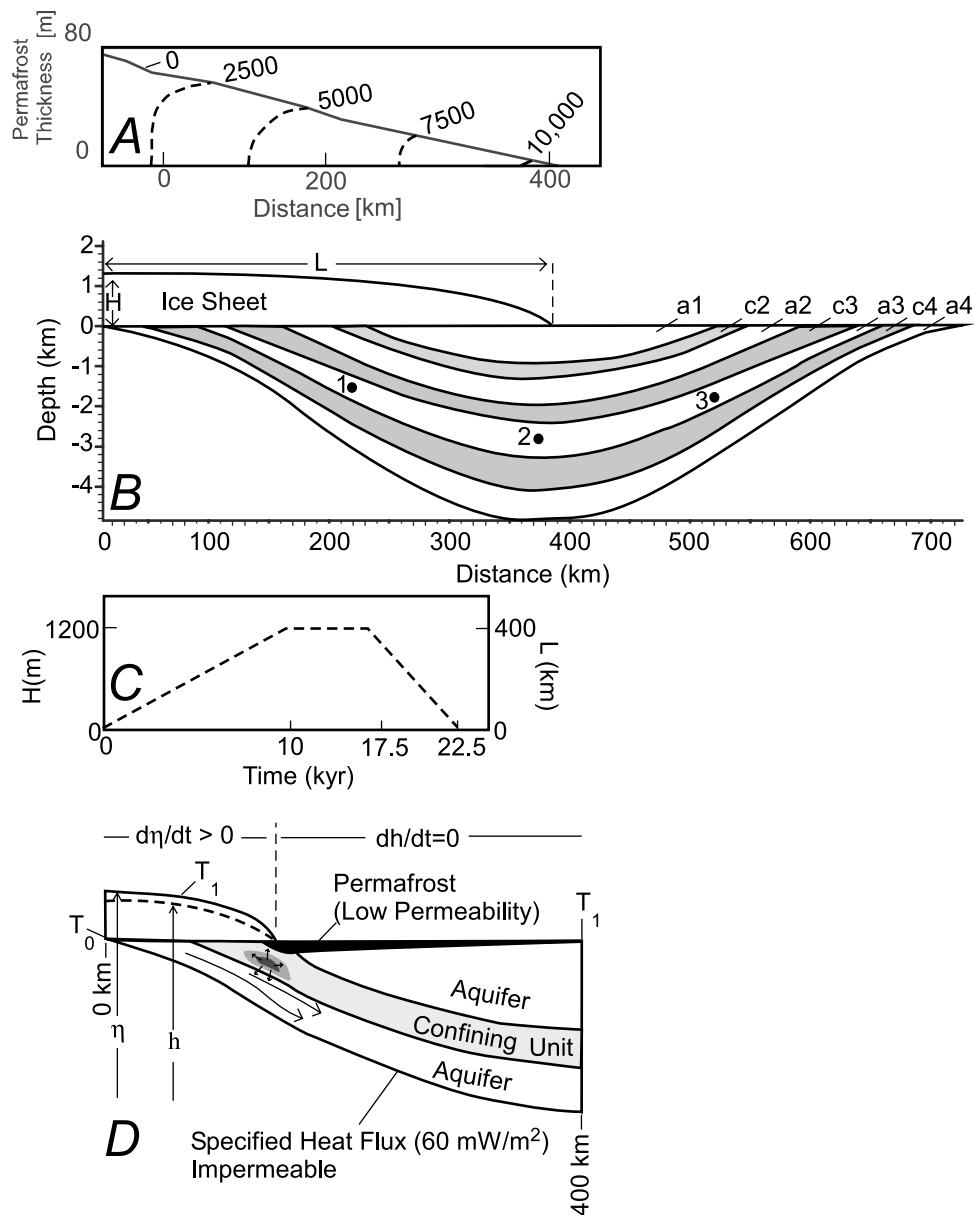 80
Permafrost
Thickness [m]
0
A
0
2500
5000
7500
10,000
0
200
400
Distance [km]
2
1
0
-1
-2
-3
-4
Depth (km)
B
L
H
Ice Sheet
a1
c2
a2
c3
a3
c4
a4
1
2
3
0
100
200
300
400
500
600
700
Distance (km)
1200
0
H(m)
C
400
0
L (km)
0
10
17.5
22.5
Time (kyr)
dη/dt > 0
dh/dt=0
T1
Permafrost
(Low Permeability)
T1
T0
0 km
η
h
Aquifer
Confining Unit
Aquifer
D
Specified Heat Flux (60 mW/m²)
Impermeable
400 km